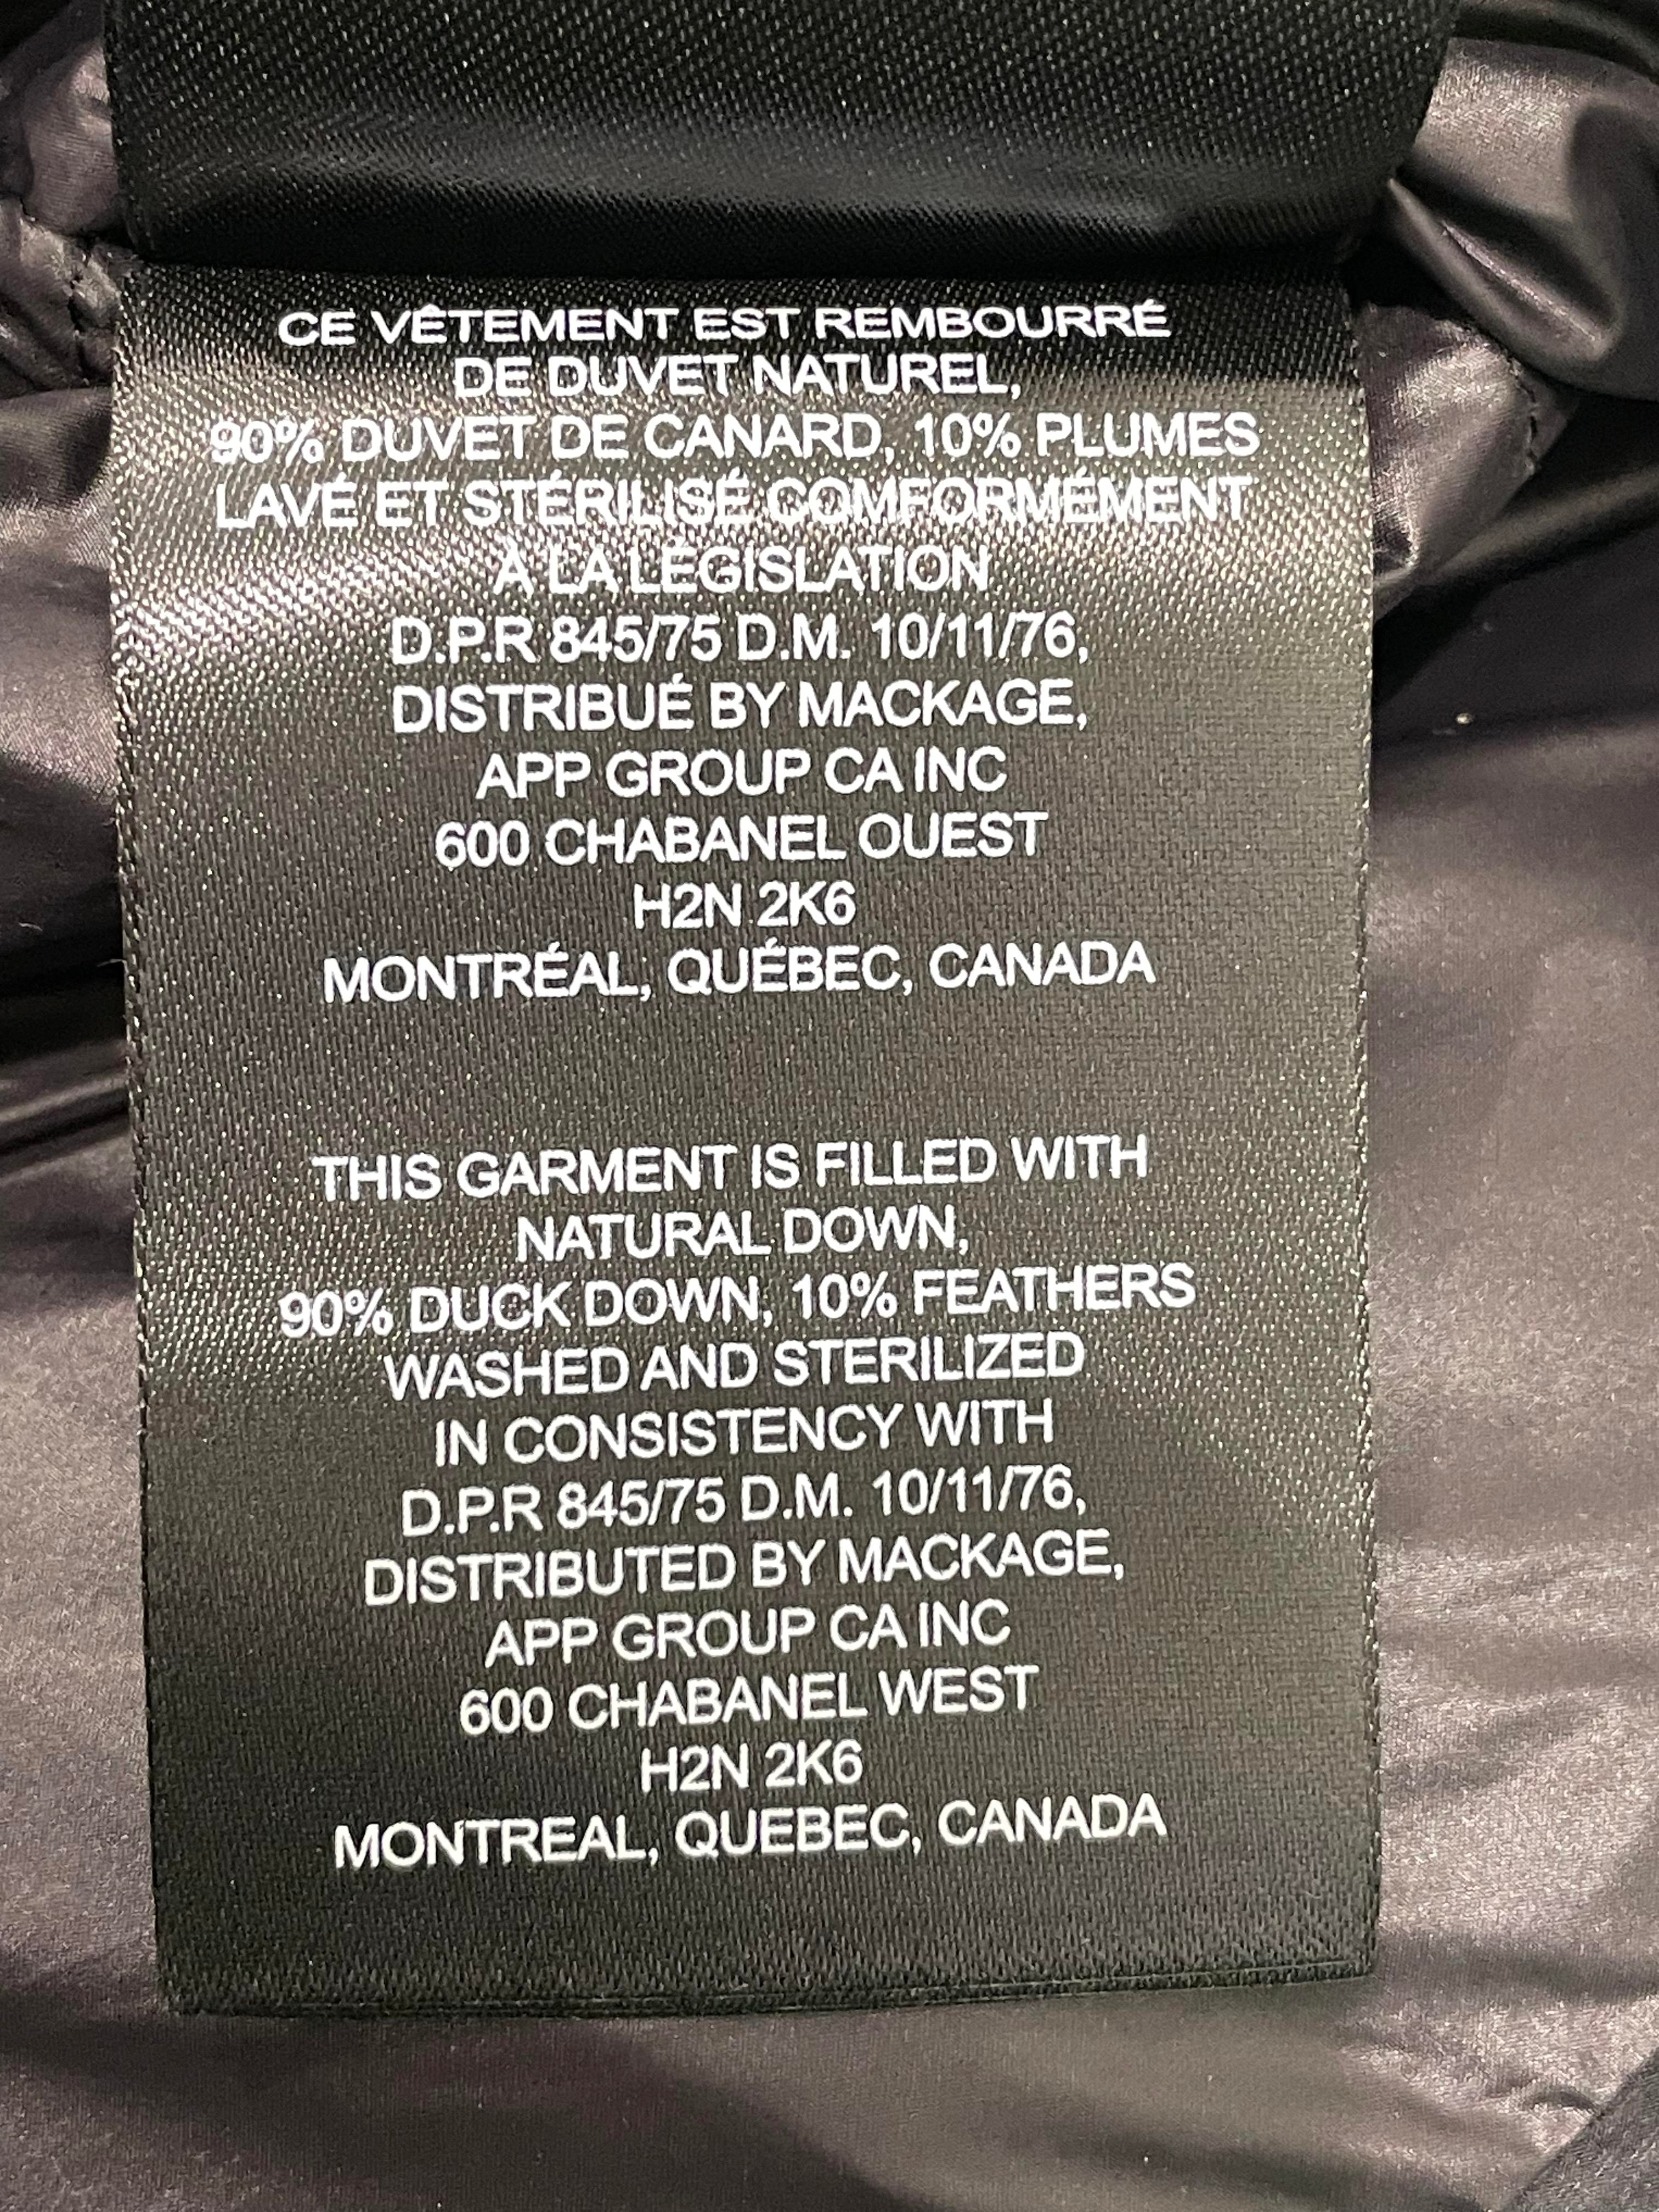 CE VÊTEMENT EST REMBOURRÉ
DE DUVET NATUREL,
90% DUVET DE CANARD, 10% PLUMES
LAVÉ ET STÉRILISÉ COMFORMÉMENT
À LA LÉGISLATION
D.P.R 845/75 D.M. 10/11/76,
DISTRIBUÉ BY MACKAGE,
APP GROUP CA INC
600 CHABANEL OUEST
H2N 2K6
MONTRÉAL, QUÉBEC, CANADA
THIS GARMENT IS FILLED WITH
NATURAL DOWN,
90% DUCK DOWN, 10% FEATHERS
WASHED AND STERILIZED
IN CONSISTENCY WITH
D.P.R 845/75 D.M. 10/11/76,
DISTRIBUTED BY MACKAGE,
APP GROUP CA INC
600 CHABANEL WEST
H2N 2K6
MONTREAL, QUEBEC, CANADA